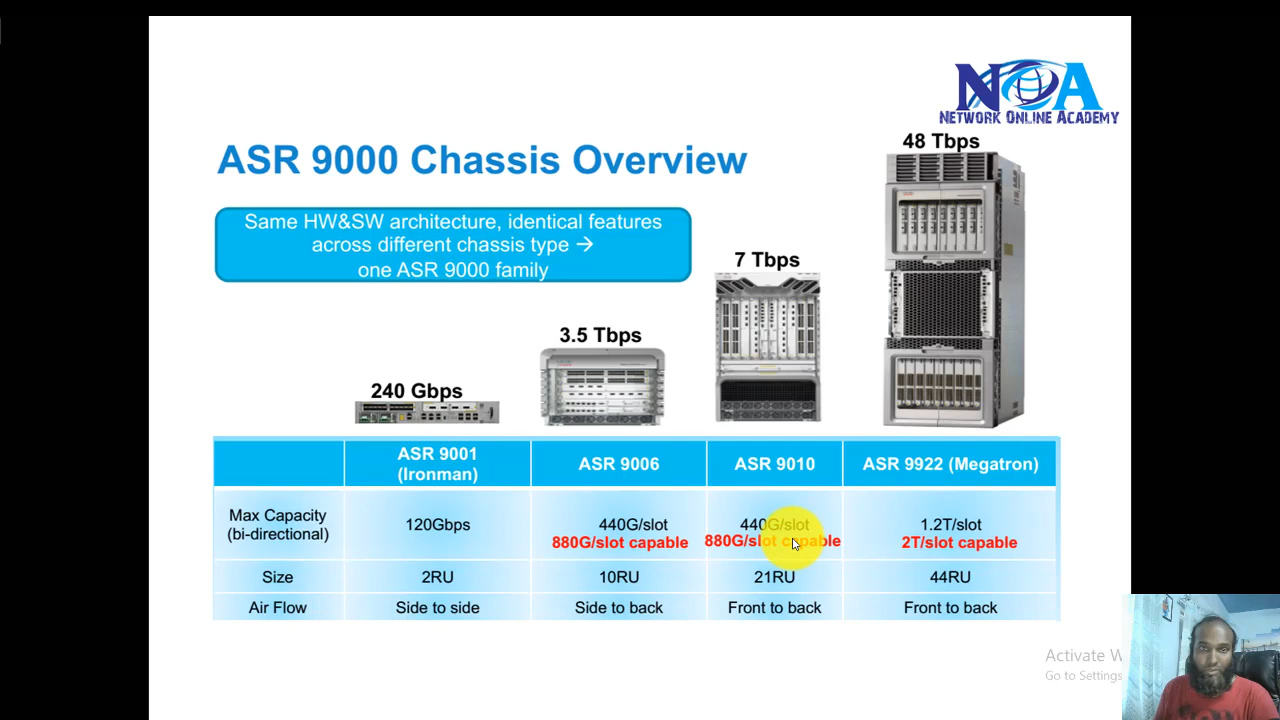 NOA
NETWORK ONLINE ACADEMY
48 Tbps
ASR 9000 Chassis Overview
Same HW&SW architecture, identical features
across different chassis type →
one ASR 9000 family
7 Tbps
3.5 Tbps
240 Gbps
ASR 9001
(Ironman)
ASR 9006
ASR 9010
ASR 9922 (Megatron)
Max Capacity
(bi-directional)
120Gbps
440G/slot
880G/slot capable
440G/slot
880G/slot capable
1.2T/slot
2T/slot capable
Size
2RU
10RU
21RU
44RU
Air Flow
Side to side
Side to back
Front to back
Front to back
Activate W
Go to Settings